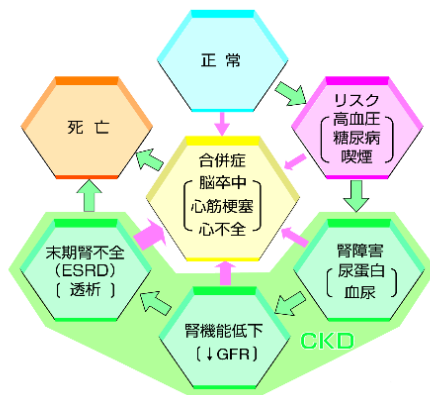 正常
リスク
高血圧
糖尿病
喫煙
死亡
合併症
脳卒中
心筋梗塞
心不全
末期腎不全
(ESRD)
〔透析〕
腎障害
尿蛋白
血尿
腎機能低下
(↓GFR)
CKD